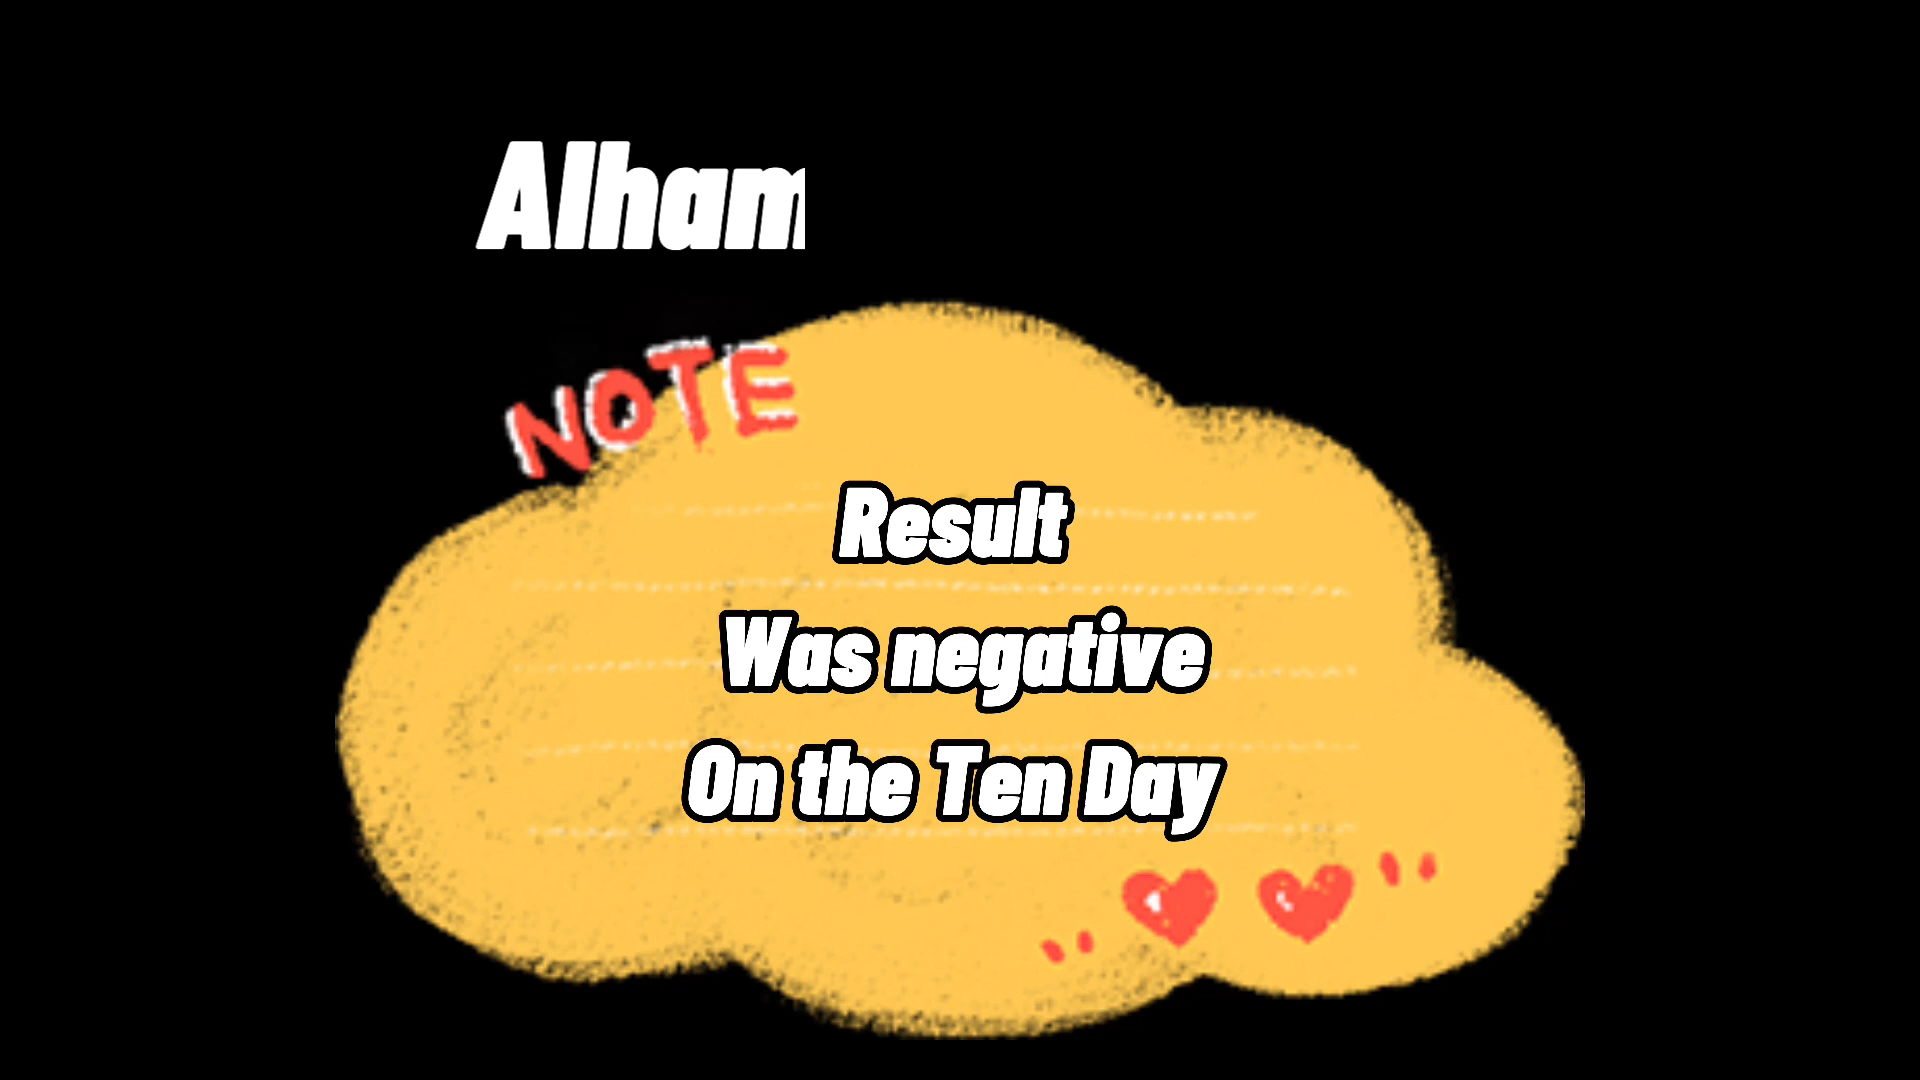 Alham
NOTE
Result
Was negative
On the Ten Day